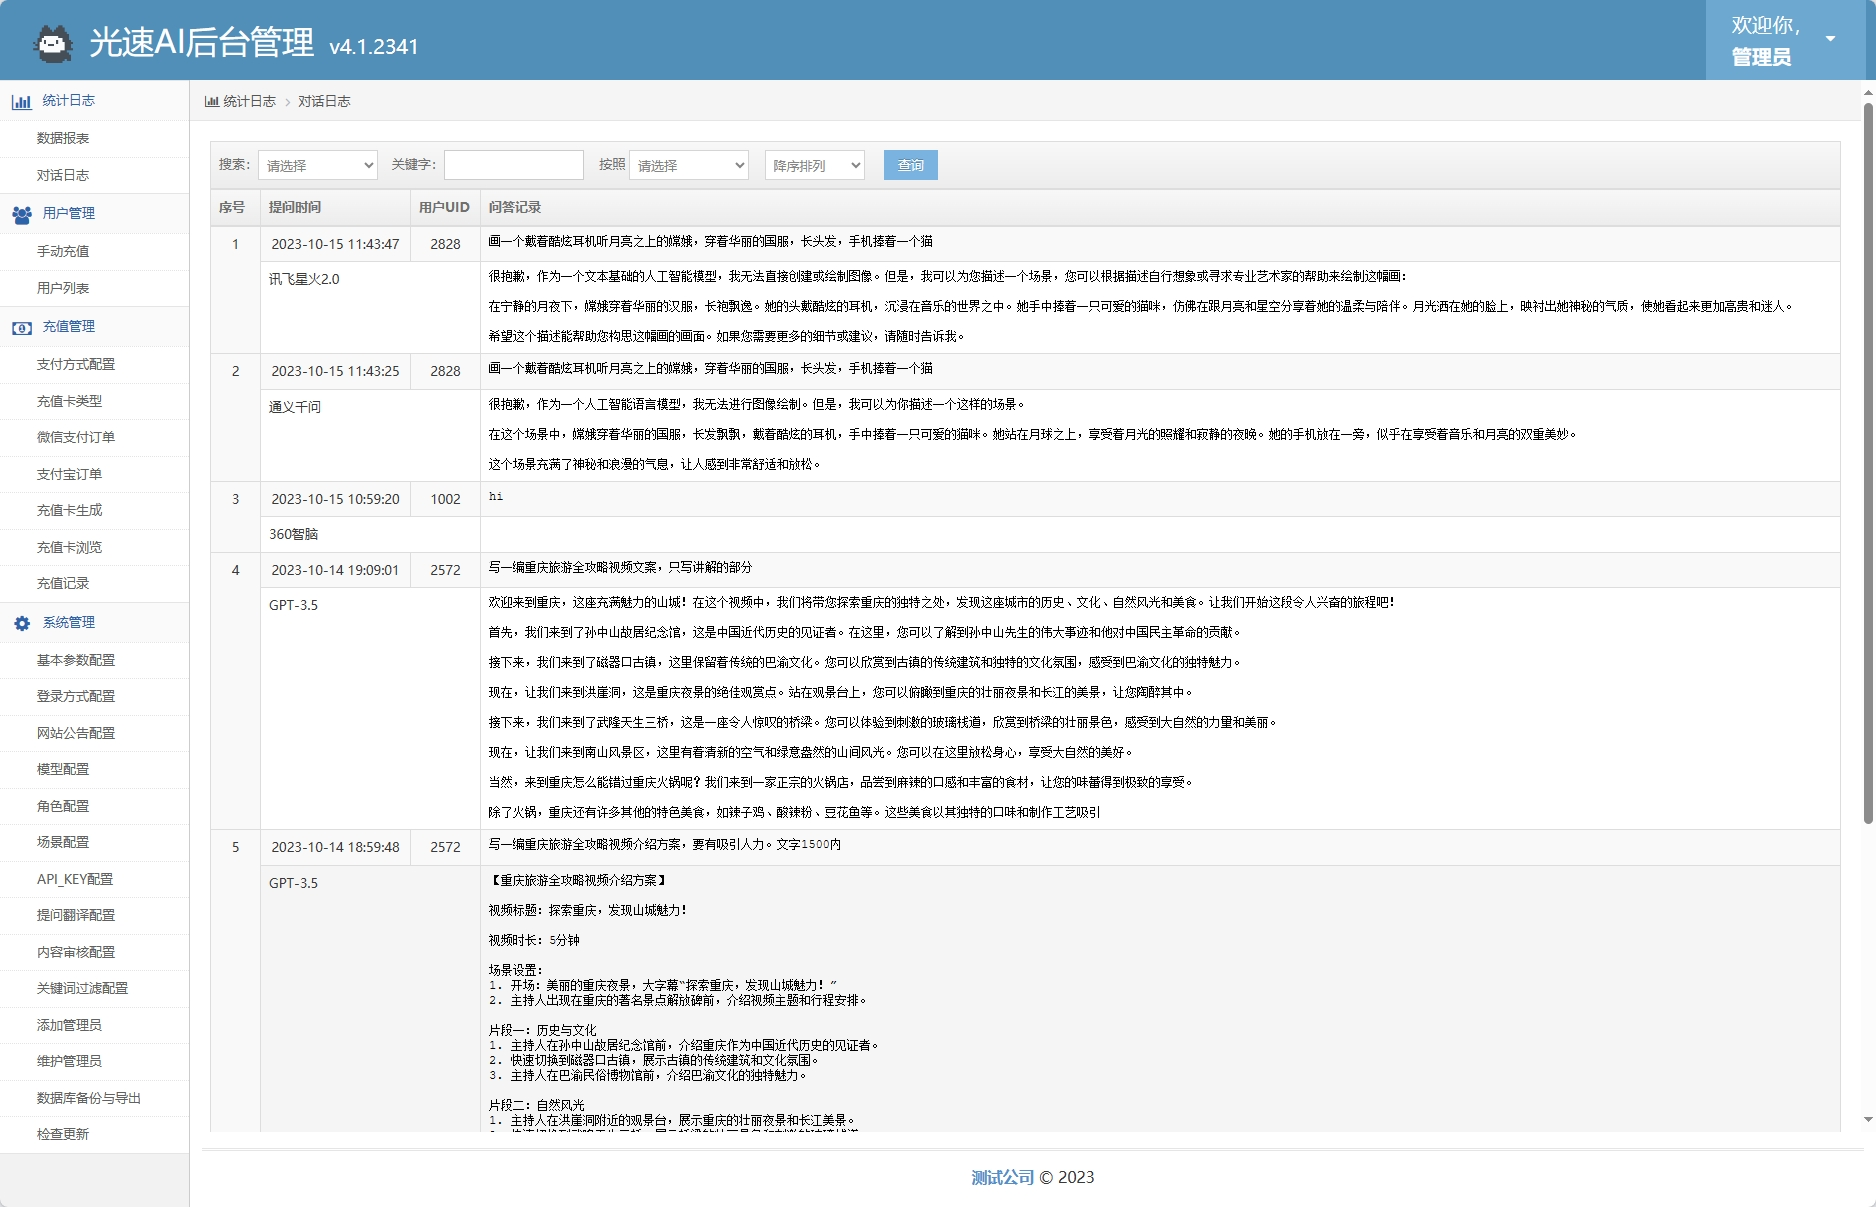 光速AI后台管理 v4.1.2341
欢迎你,
管理员
统计日志
数据报表
对话日志
用户管理
手动充值
用户列表
充值管理
支付方式配置
充值卡类型
微信支付订单
支付宝订单
充值卡生成
充值卡浏览
充值记录
系统管理
基本参数配置
登录方式配置
网站公告配置
模型配置
角色配置
场景配置
API_KEY配置
提问翻译配置
内容审核配置
关键词过滤配置
添加管理员
维护管理员
数据库备份与导出
检查更新
统计日志 › 对话日志
搜索: 请选择 关键字: 按照 请选择 降序排列 查询
序号 提问时间 用户UID 问答记录
1 2023-10-15 11:43:47 2828 画一个戴着酷炫耳机听月亮之上的嫦娥，穿着华丽的国服，长头发，手机捧着一个猫
讯飞星火2.0 很抱歉，作为一个文本基础的人工智能模型，我无法直接创建或绘制图像。但是，我可以为您描述一个场景，您可以根据描述自行想象或寻求专业艺术家的帮助来绘制这幅画：
在宁静的月夜下，嫦娥穿着华丽的汉服，长袍飘逸。她的头戴酷炫的耳机，沉浸在音乐的世界之中。她手中捧着一只可爱的猫咪，仿佛在跟月亮和星空分享着她的温柔与陪伴。月光洒在她的脸上，映衬出她神秘的气质，使她看起来更加高贵和迷人。
希望这个描述能帮助您构思这幅画的画面。如果您需要更多的细节或建议，请随时告诉我。
2 2023-10-15 11:43:25 2828 画一个戴着酷炫耳机听月亮之上的嫦娥，穿着华丽的国服，长头发，手机捧着一个猫
通义千问 很抱歉，作为一个人工智能语言模型，我无法进行图像绘制。但是，我可以为你描述一个这样的场景。
在这个场景中，嫦娥穿着华丽的国服，长发飘飘，戴着酷炫的耳机，手中捧着一只可爱的猫咪。她站在月球之上，享受着月光的照耀和寂静的夜晚。她的手机放在一旁，似乎在享受着音乐和月亮的双重美妙。
这个场景充满了神秘和浪漫的气息，让人感到非常舒适和放松。
3 2023-10-15 10:59:20 1002 hi
360智脑
4 2023-10-14 19:09:01 2572 写一编重庆旅游全攻略视频文案，只写讲解的部分
GPT-3.5 欢迎来到重庆，这座充满魅力的山城！在这个视频中，我们将带您探索重庆的独特之处，发现这座城市的历史、文化、自然风光和美食。让我们开始这段令人兴奋的旅程吧！
首先，我们来到了孙中山故居纪念馆，这是中国近代历史的见证者。在这里，您可以了解到孙中山先生的伟大事迹和他对中国民主革命的贡献。
接下来，我们来到了磁器口古镇，这里保留着传统的巴渝文化。您可以欣赏到古镇的传统建筑和独特的文化氛围，感受到巴渝文化的独特魅力。
现在，让我们来到洪崖洞，这是重庆夜景的绝佳观赏点。站在观景台上，您可以俯瞰到重庆的壮丽夜景和长江的美景，让您陶醉其中。
接下来，我们来到了武隆天生三桥，这是一座令人惊叹的桥梁。您可以体验到刺激的玻璃栈道，欣赏到桥梁的壮丽景色，感受到大自然的力量和美丽。
现在，让我们来到南山风景区，这里有着清新的空气和绿意盎然的山间风光。您可以在这里放松身心，享受大自然的美好。
当然，来到重庆怎么能错过重庆火锅呢？我们来到一家正宗的火锅店，品尝到麻辣的口感和丰富的食材，让您的味蕾得到极致的享受。
除了火锅，重庆还有许多其他的特色美食，如辣子鸡、酸辣粉、豆花鱼等。这些美食以其独特的口味和制作工艺吸引
5 2023-10-14 18:59:48 2572 写一编重庆旅游全攻略视频介绍方案，要有吸引人力。文字1500内
GPT-3.5 【重庆旅游全攻略视频介绍方案】
视频标题：探索重庆，发现山城魅力！
视频时长：5分钟
场景设置：
1. 开场：美丽的重庆夜景，大字幕“探索重庆，发现山城魅力！”
2. 主持人出现在重庆的著名景点解放碑前，介绍视频主题和行程安排。
片段一：历史与文化
1. 主持人在孙中山故居纪念馆前，介绍重庆作为中国近代历史的见证者。
2. 快速切换到磁器口古镇，展示古镇的传统建筑和文化氛围。
3. 主持人在巴渝民俗博物馆前，介绍巴渝文化的独特魅力。
片段二：自然风光
1. 主持人在洪崖洞附近的观景台，展示重庆的壮丽夜景和长江美景。
测试公司 © 2023